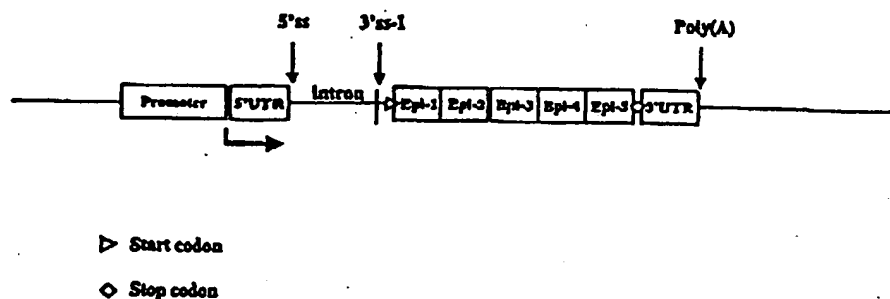 5'ss 3'ss-I Poly(A)
Promoter 5'UTR Intron Epi-1 Epi-2 Epi-3 Epi-4 Epi-5 3'UTR
Start codon
Stop codon